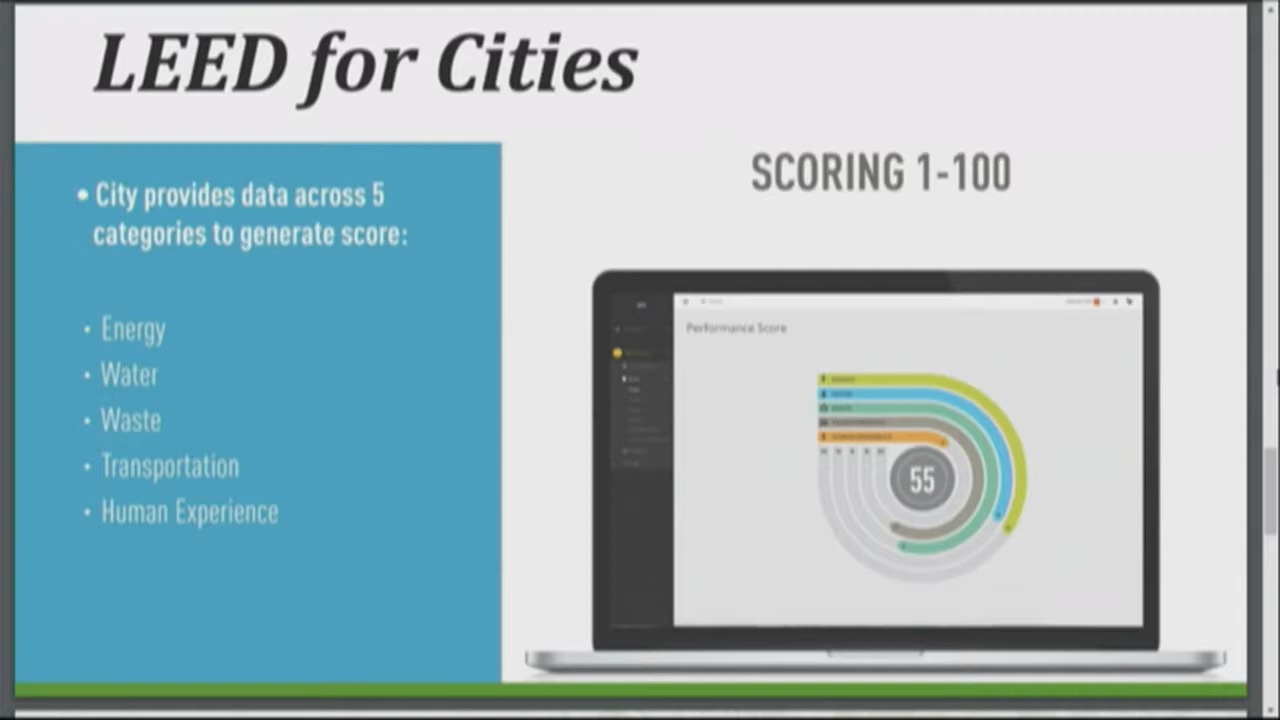 LEED for Cities
• City provides data across 5
categories to generate score:
• Energy
• Water
• Waste
• Transportation
• Human Experience
SCORING 1-100
Performance Score
55